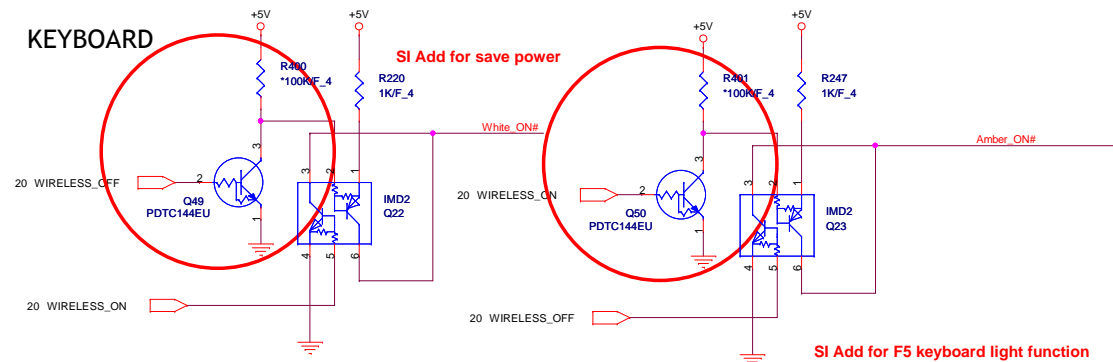 KEYBOARD
+5V
+5V
SI Add for save power
+5V
+5V
R400
*100K/F_4
R220
1K/F_4
R401
*100K/F_4
R247
1K/F_4
White_ON#
Amber_ON#
20 WIRELESS_OFF
2
3
1
Q49
PDTC144EU
3
2
1
IMD2
Q22
4
5
6
20 WIRELESS_ON
20 WIRELESS_ON
2
3
1
Q50
PDTC144EU
3
2
1
IMD2
Q23
4
5
6
20 WIRELESS_OFF
SI Add for F5 keyboard light function